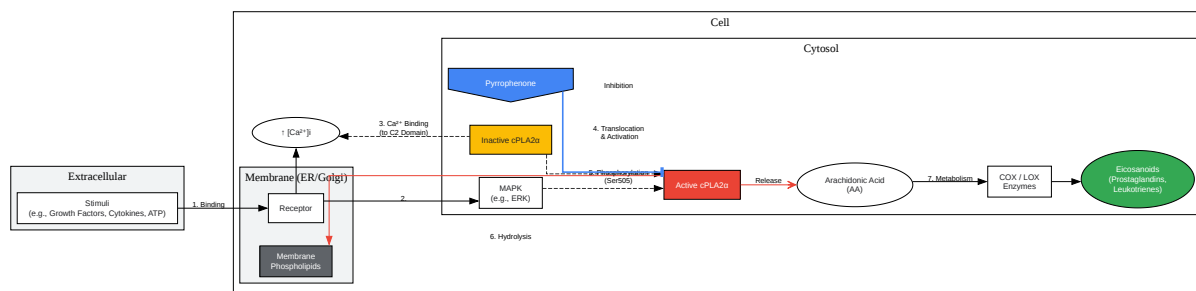 Cell
Cytosol
Pyrrophenone
Inhibition
3. Ca²⁺ Binding
(to C2 Domain)
4. Translocation
& Activation
↑ [Ca²⁺]i
Inactive cPLA2α
Extracellular
Membrane (ER/Golgi)
5. Phosphorylation
(Ser505)
Stimuli
(e.g., Growth Factors, Cytokines, ATP)
1. Binding
Receptor
2.
MAPK
(e.g., ERK)
Active cPLA2α
Release
Arachidonic Acid
(AA)
7. Metabolism
COX / LOX
Enzymes
Eicosanoids
(Prostaglandins,
Leukotrienes)
6. Hydrolysis
Membrane
Phospholipids